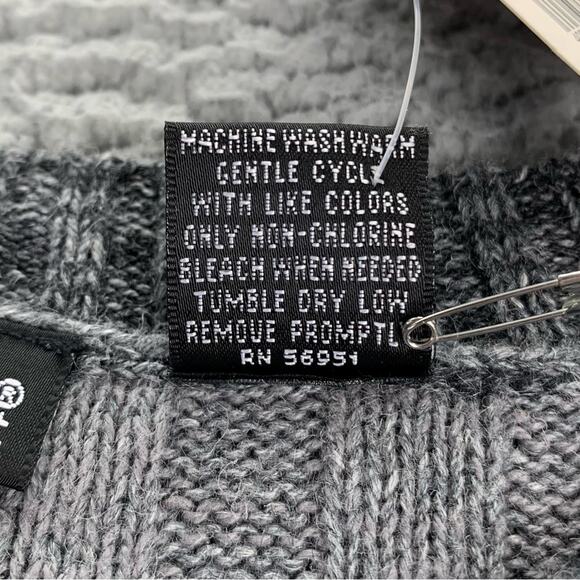 MACHINE WASH WARM
GENTLE CYCLE
WITH LIKE COLORS
ONLY NON-CHLORINE
BLEACH WHEN NEEDED
TUMBLE DRY LOW
REMOVE PROMPTL
RN 56951
®